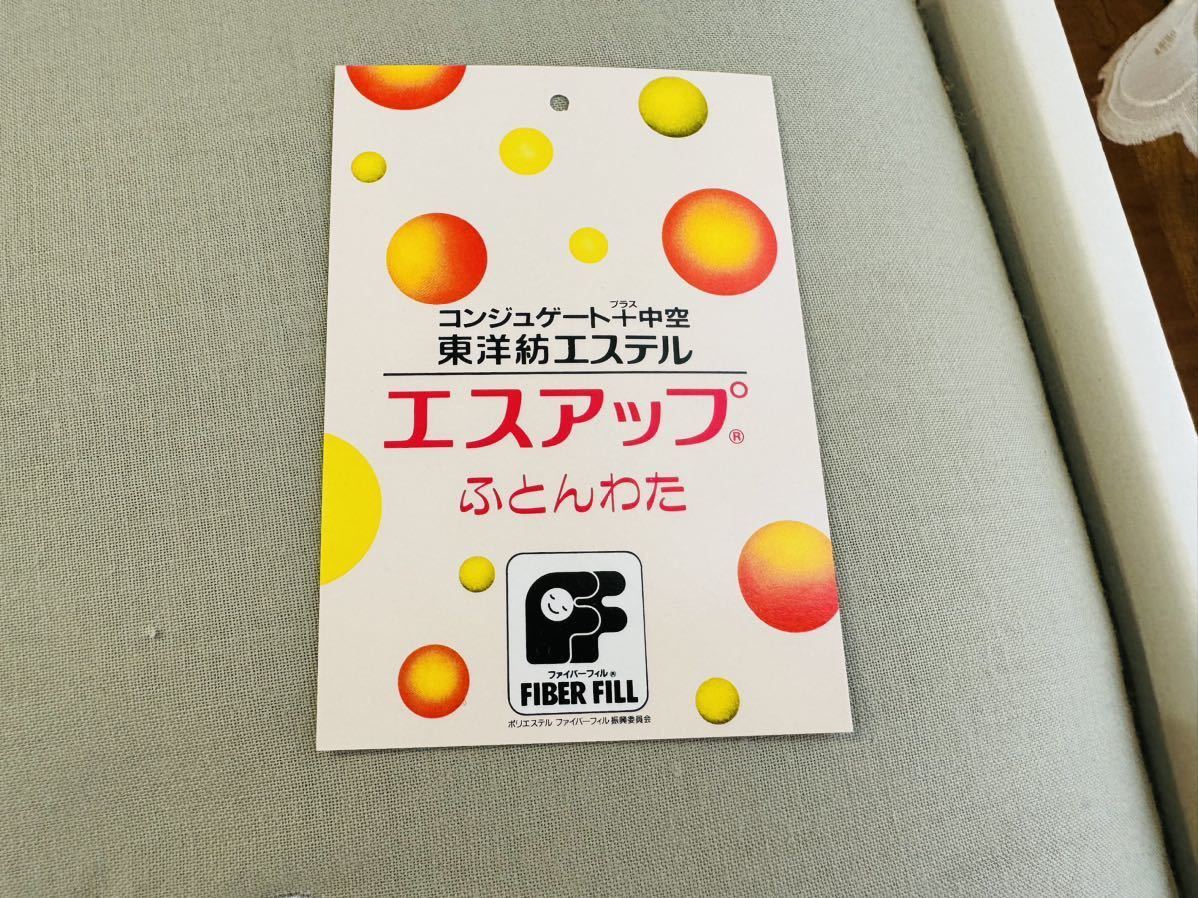 プラス
コンジュゲート+中空
東洋紡エステル
エスアップ®
ふとんわた
ファイバーフィル®
FIBER FILL
ポリエステル ファイバーフィル 振興委員会